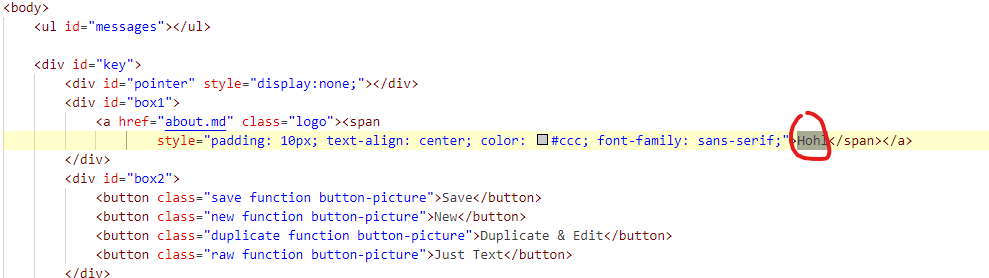 <body>
<ul id="messages"></ul>
<div id="key">
<div id="pointer" style="display:none;"></div>
<div id="box1">
<a href="about.md" class="logo"><span
style="padding: 10px; text-align: center; color: #ccc; font-family: sans-serif;">Hohl</span></a>
</div>
<div id="box2">
<button class="save function button-picture">Save</button>
<button class="new function button-picture">New</button>
<button class="duplicate function button-picture">Duplicate & Edit</button>
<button class="raw function button-picture">Just Text</button>
</div>